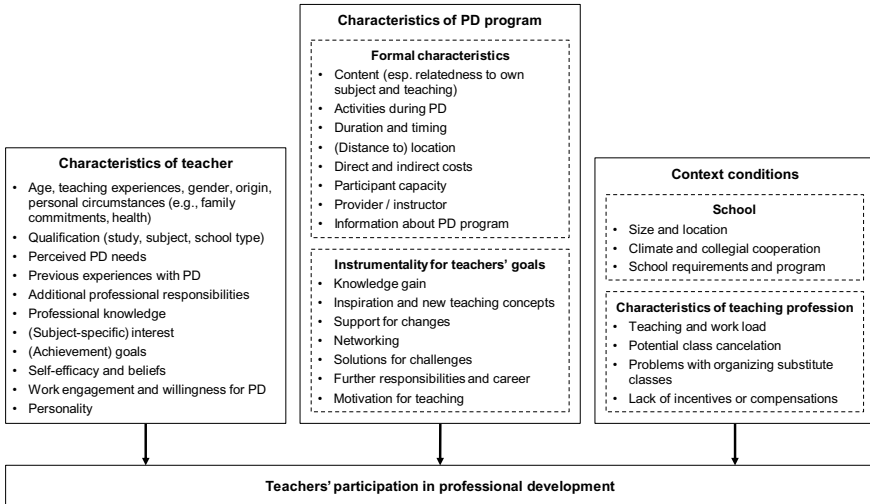 Characteristics of teacher
• Age, teaching experiences, gender, origin,
personal circumstances (e.g., family
commitments, health)
• Qualification (study, subject, school type)
• Perceived PD needs
• Previous experiences with PD
• Additional professional responsibilities
• Professional knowledge
• (Subject-specific) interest
• (Achievement) goals
• Self-efficacy and beliefs
• Work engagement and willingness for PD
• Personality
Characteristics of PD program
Formal characteristics
• Content (esp. relatedness to own
subject and teaching)
• Activities during PD
• Duration and timing
• (Distance to) location
• Direct and indirect costs
• Participant capacity
• Provider / instructor
• Information about PD program
Instrumentality for teachers’ goals
• Knowledge gain
• Inspiration and new teaching concepts
• Support for changes
• Networking
• Solutions for challenges
• Further responsibilities and career
• Motivation for teaching
Context conditions
School
• Size and location
• Climate and collegial cooperation
• School requirements and program
Characteristics of teaching profession
• Teaching and work load
• Potential class cancelation
• Problems with organizing substitute
classes
• Lack of incentives or compensations
Teachers’ participation in professional development